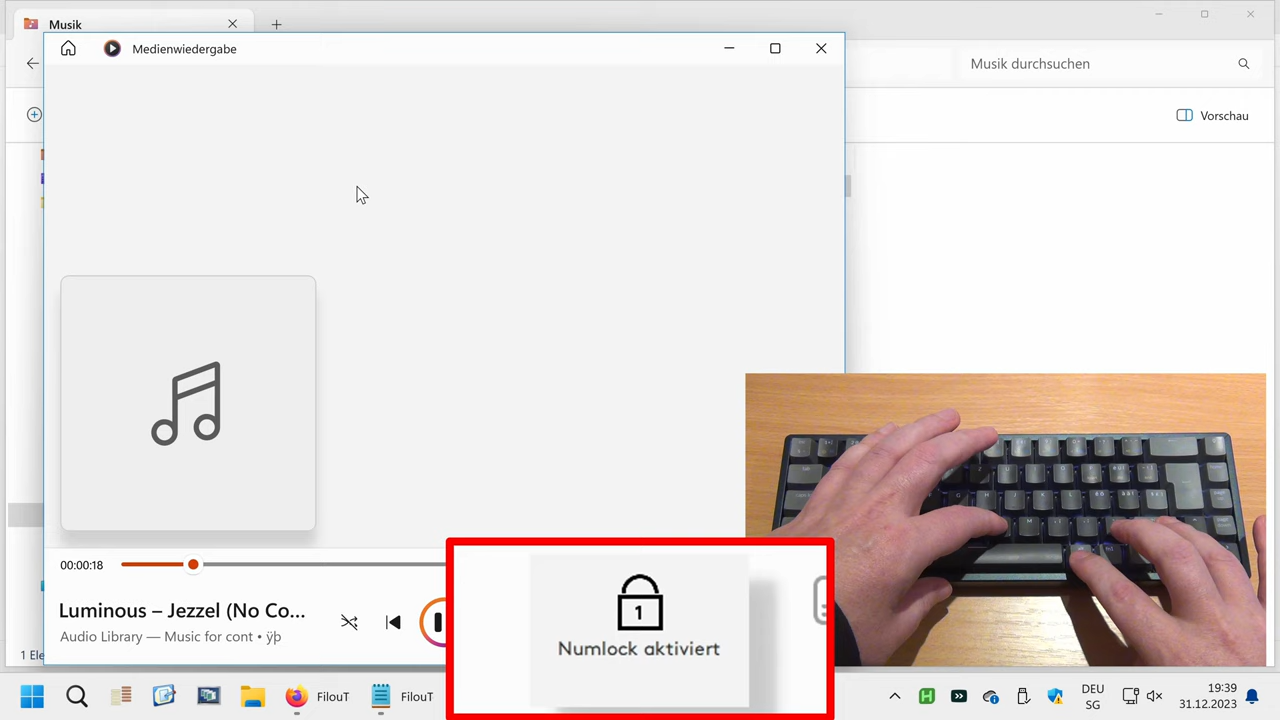 Musik
Medienwiedergabe
Musik durchsuchen
Vorschau
00:00:18
Luminous – Jezzel (No Co...
Audio Library — Music for cont • ÿþ
1
Numlock aktiviert
1 Ele
FilouT
FilouT
DEU
SG
19:39
31.12.2023